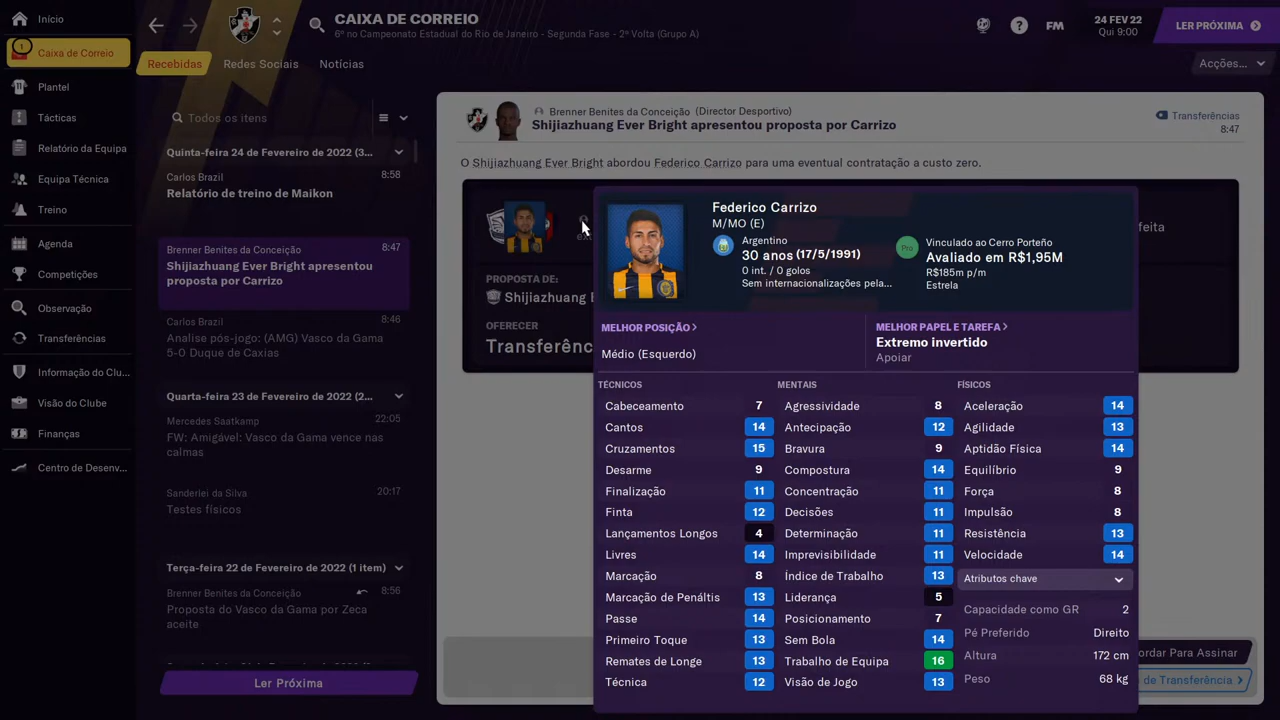 Início
1
Caixa de Correio
Plantel
Tácticas
Relatório da Equipa
Equipa Técnica
Treino
Agenda
Competições
Observação
Transferências
Informação do Clu...
Visão do Clube
Finanças
Centro de Desenv...
CAIXA DE CORREIO
6º no Campeonato Estadual do Rio de Janeiro - Segunda Fase - 2ª Volta (Grupo A)
FM
24 FEV 22
Qui 9:00
LER PRÓXIMA
Recebidas
Redes Sociais
Notícias
Acções...
Todos os itens
Quinta-feira 24 de Fevereiro de 2022 (3...
Carlos Brazil
8:58
Relatório de treino de Maikon
Brenner Benites da Conceição
8:47
Shijiazhuang Ever Bright apresentou
proposta por Carrizo
Carlos Brazil
8:46
Analise pós-jogo: (AMG) Vasco da Gama
5-0 Duque de Caxias
Quarta-feira 23 de Fevereiro de 2022 (2...
Mercedes Saatkamp
22:05
FW: Amigável: Vasco da Gama vence nas
calmas
Sanderlei da Silva
20:17
Testes físicos
Terça-feira 22 de Fevereiro de 2022 (1 item)
Brenner Benites da Conceição
8:56
Proposta do Vasco da Gama por Zeca
aceite
Ler Próxima
Brenner Benites da Conceição (Director Desportivo)
Shijiazhuang Ever Bright apresentou proposta por Carrizo
Transferências
8:47
O Shijiazhuang Ever Bright abordou Federico Carrizo para uma eventual contratação a custo zero.
feita
PROPOSTA DE:
Shijiazhuang E
OFERECER
Transferênc
Federico Carrizo
M/MO (E)
Argentino
30 anos (17/5/1991)
0 int. / 0 golos
Sem internacionalizações pela...
Pro
Vinculado ao Cerro Porteño
Avaliado em R$1,95M
R$185m p/m
Estrela
MELHOR POSIÇÃO
Médio (Esquerdo)
MELHOR PAPEL E TAREFA
Extremo invertido
Apoiar
TÉCNICOS
Cabeceamento 7
Cantos 14
Cruzamentos 15
Desarme 9
Finalização 11
Finta 12
Lançamentos Longos 4
Livres 14
Marcação 8
Marcação de Penáltis 13
Passe 14
Primeiro Toque 13
Remates de Longe 13
Técnica 12
MENTAIS
Agressividade 8
Antecipação 12
Bravura 9
Compostura 14
Concentração 11
Decisões 11
Determinação 11
Imprevisibilidade 11
Índice de Trabalho 13
Liderança 5
Posicionamento 7
Sem Bola 14
Trabalho de Equipa 16
Visão de Jogo 13
FÍSICOS
Aceleração 14
Agilidade 13
Aptidão Física 14
Equilíbrio 9
Força 8
Impulsão 8
Resistência 13
Velocidade 14
Atributos chave
Capacidade como GR 2
Pé Preferido Direito
Altura 172 cm
Peso 68 kg
ordar Para Assinar
de Transferência